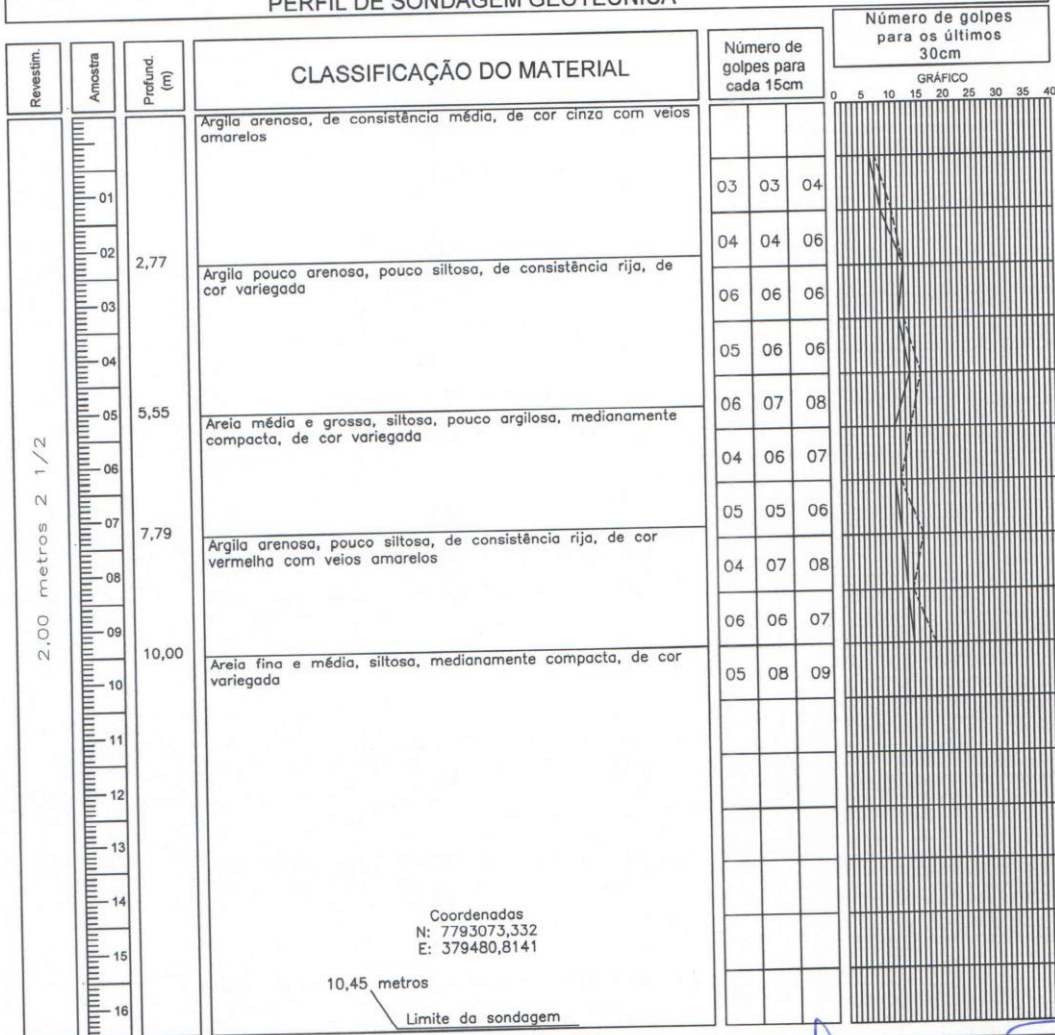 PERFIL DE SONDAGEM GEOTÉCNICA
Revestim.
Amostra
Profund. (m)
CLASSIFICAÇÃO DO MATERIAL
Número de
golpes para
cada 15cm
Número de golpes
para os últimos
30cm
GRÁFICO
0 5 10 15 20 25 30 35 40
2,00 metros 2 1/2
Argila arenosa, de consistência média, de cor cinza com veios
amarelos
01
03 03 04
02
04 04 06
2,77
Argila pouco arenosa, pouco siltosa, de consistência rija, de
cor variegada
03
06 06 06
04
05 06 06
05
06 07 08
5,55
Areia média e grossa, siltosa, pouco argilosa, medianamente
compacta, de cor variegada
06
04 06 07
07
05 05 06
7,79
Argila arenosa, pouco siltosa, de consistência rija, de cor
vermelha com veios amarelos
08
04 07 08
09
06 06 07
10,00
Areia fina e média, siltosa, medianamente compacta, de cor
variegada
10
05 08 09
11
12
13
14
Coordenadas
N: 7793073,332
E: 379480,8141
15
10,45 metros
16
Limite da sondagem